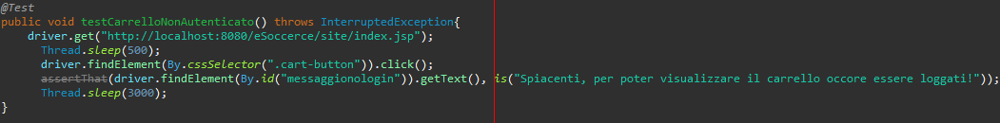 @Test
public void testCarrelloNonAutenticato() throws InterruptedException{
driver.get("http://localhost:8080/eSoccerce/site/index.jsp");
Thread.sleep(500);
driver.findElement(By.cssSelector(".cart-button")).click();
assertThat(driver.findElement(By.id("messaggionologin")).getText(), is("Spiacenti, per poter visualizzare il carrello occore essere loggati!"));
Thread.sleep(3000);
}